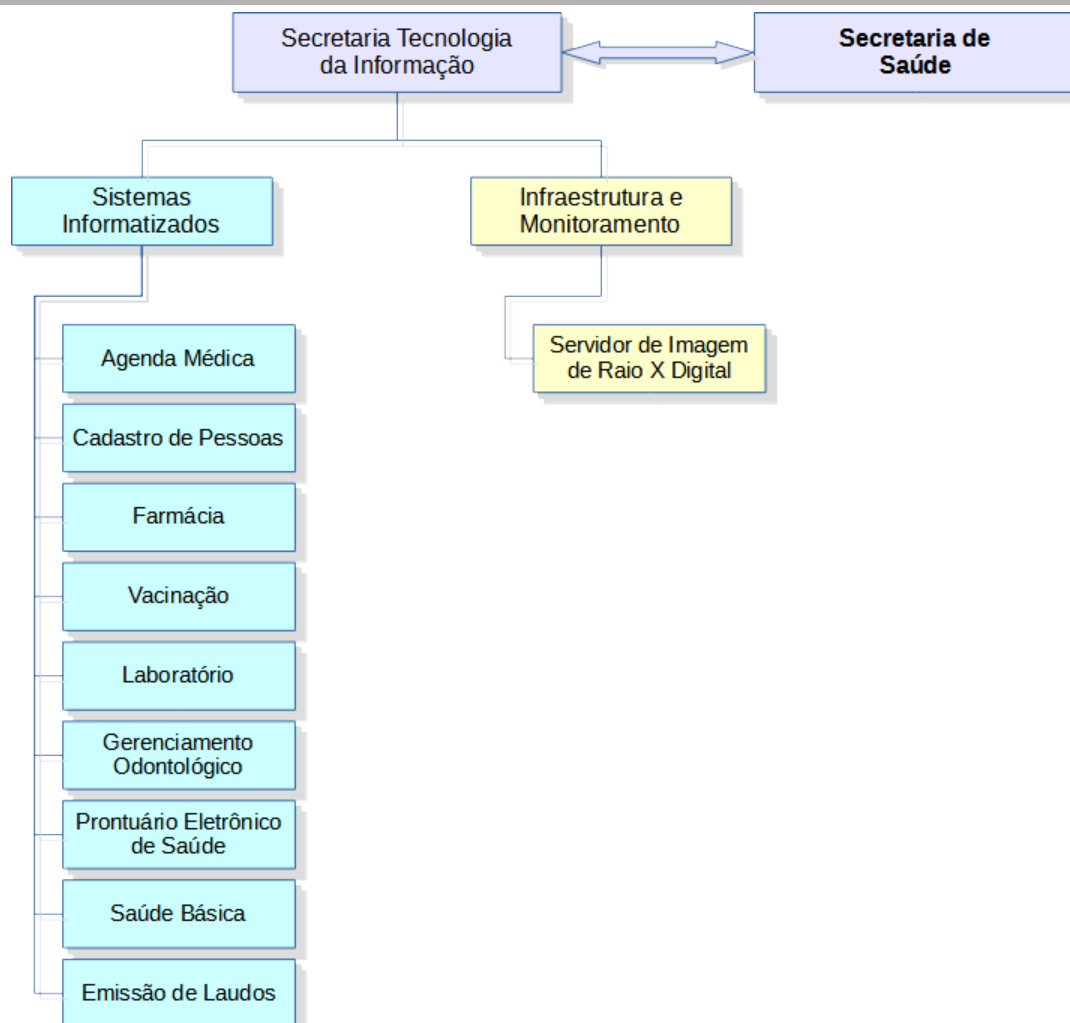 Secretaria Tecnologia
da Informação
Secretaria de
Saúde
Sistemas
Informatizados
Infraestrutura e
Monitoramento
Agenda Médica
Servidor de Imagem
de Raio X Digital
Cadastro de Pessoas
Farmácia
Vacinação
Laboratório
Gerenciamento
Odontológico
Prontuário Eletrônico
de Saúde
Saúde Básica
Emissão de Laudos